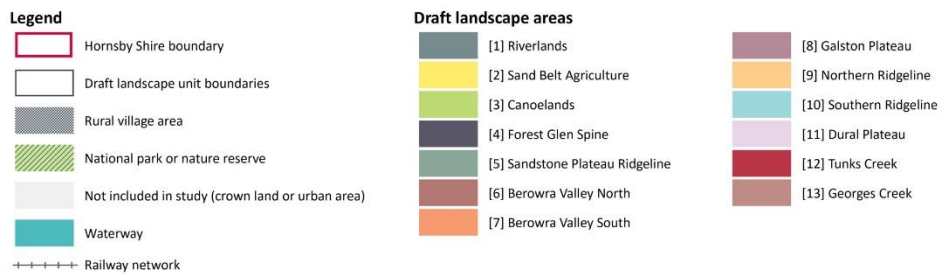 Legend
Hornsby Shire boundary
Draft landscape unit boundaries
Rural village area
National park or nature reserve
Not included in study (crown land or urban area)
Waterway
Railway network
Draft landscape areas
[1] Riverlands
[2] Sand Belt Agriculture
[3] Canoelands
[4] Forest Glen Spine
[5] Sandstone Plateau Ridgeline
[6] Berowra Valley North
[7] Berowra Valley South
[8] Galston Plateau
[9] Northern Ridgeline
[10] Southern Ridgeline
[11] Dural Plateau
[12] Tunks Creek
[13] Georges Creek